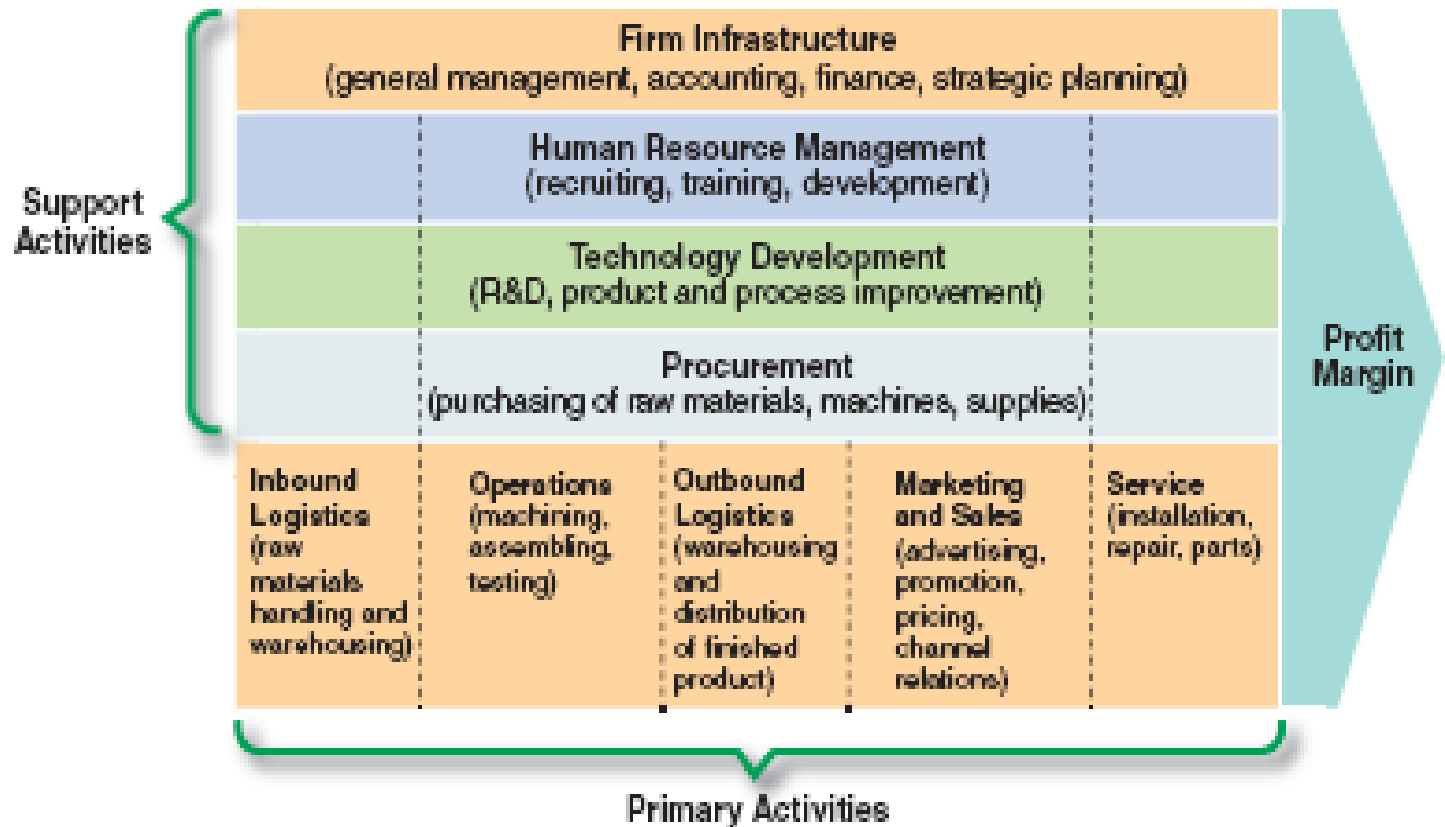 Firm Infrastructure
(general management, accounting, finance, strategic planning)
Human Resource Management
(recruiting, training, development)
Support
Activities
Technology Development
(R&D, product and process improvement)
Procurement
(purchasing of raw materials, machines, supplies)
Profit
Margin
Inbound
Logistics
(raw
materials
handling and
warehousing)
Operations
(machining,
assembling,
testing)
Outbound
Logistics
(warehousing
and
distribution
of finished
product)
Marketing
and Sales
(advertising,
promotion,
pricing,
channel
relations)
Service
(installation,
repair, parts)
Primary Activities